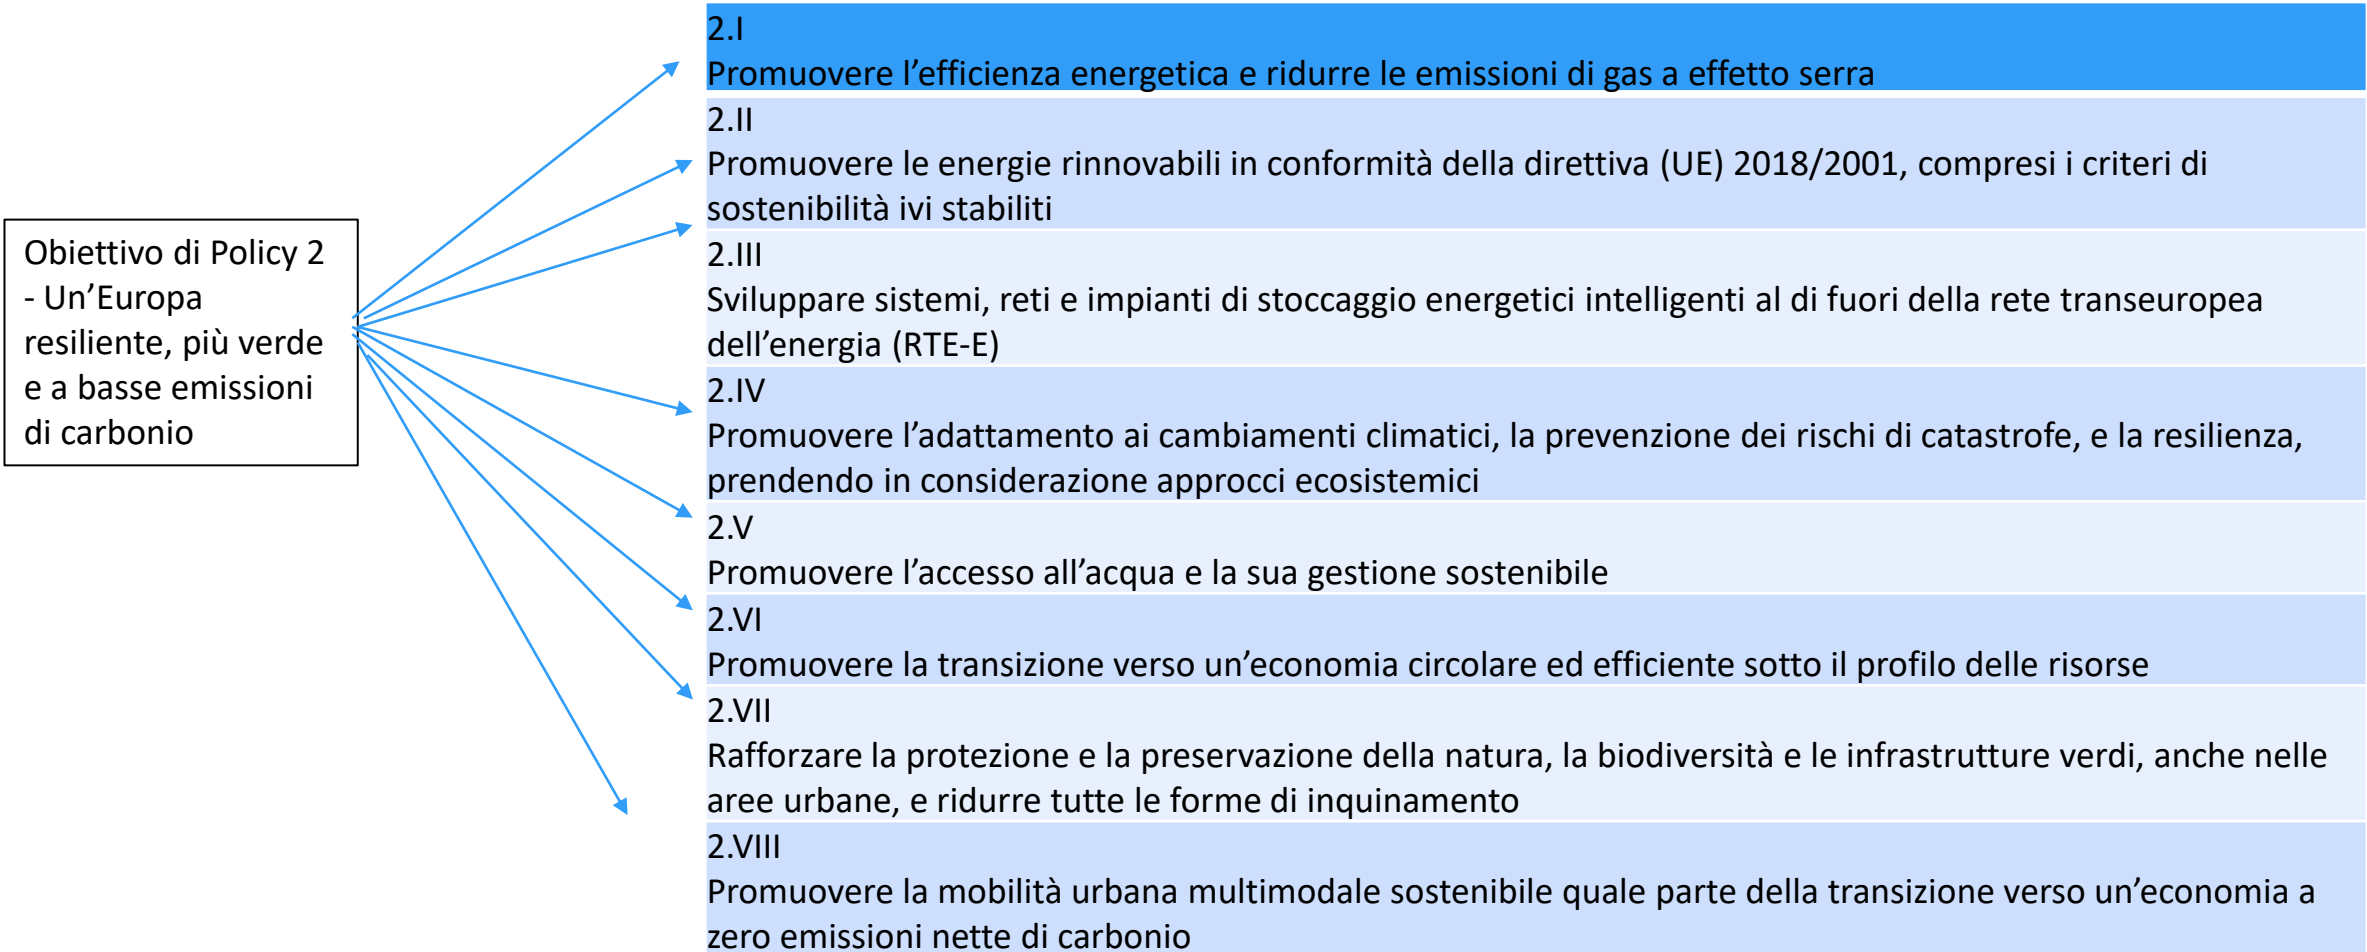 Obiettivo di Policy 2
- Un’Europa
resiliente, più verde
e a basse emissioni
di carbonio
2.I
Promuovere l’efficienza energetica e ridurre le emissioni di gas a effetto serra
2.II
Promuovere le energie rinnovabili in conformità della direttiva (UE) 2018/2001, compresi i criteri di
sostenibilità ivi stabiliti
2.III
Sviluppare sistemi, reti e impianti di stoccaggio energetici intelligenti al di fuori della rete transeuropea
dell’energia (RTE-E)
2.IV
Promuovere l’adattamento ai cambiamenti climatici, la prevenzione dei rischi di catastrofe, e la resilienza,
prendendo in considerazione approcci ecosistemici
2.V
Promuovere l’accesso all’acqua e la sua gestione sostenibile
2.VI
Promuovere la transizione verso un’economia circolare ed efficiente sotto il profilo delle risorse
2.VII
Rafforzare la protezione e la preservazione della natura, la biodiversità e le infrastrutture verdi, anche nelle
aree urbane, e ridurre tutte le forme di inquinamento
2.VIII
Promuovere la mobilità urbana multimodale sostenibile quale parte della transizione verso un’economia a
zero emissioni nette di carbonio